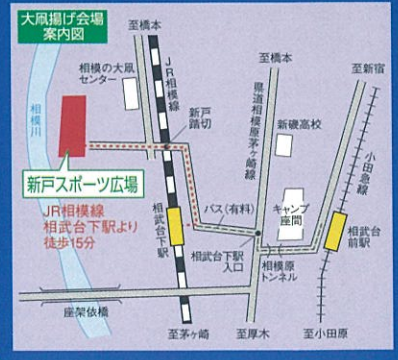 大凧揚げ会場
案内図
至橋本
JR相模線
相模の大凧
センター
至橋本
至新宿
相模川
新戸
踏切
県道相模原茅ヶ崎線
新磯高校
小田急線
新戸スポーツ広場
JR相模線
相武台下駅より
徒歩15分
相武台下駅
バス(有料)
キャンプ
座間
相武台
前駅
相武台下駅
入口
相模原
トンネル
座架依橋
至茅ヶ崎
至厚木
至小田原